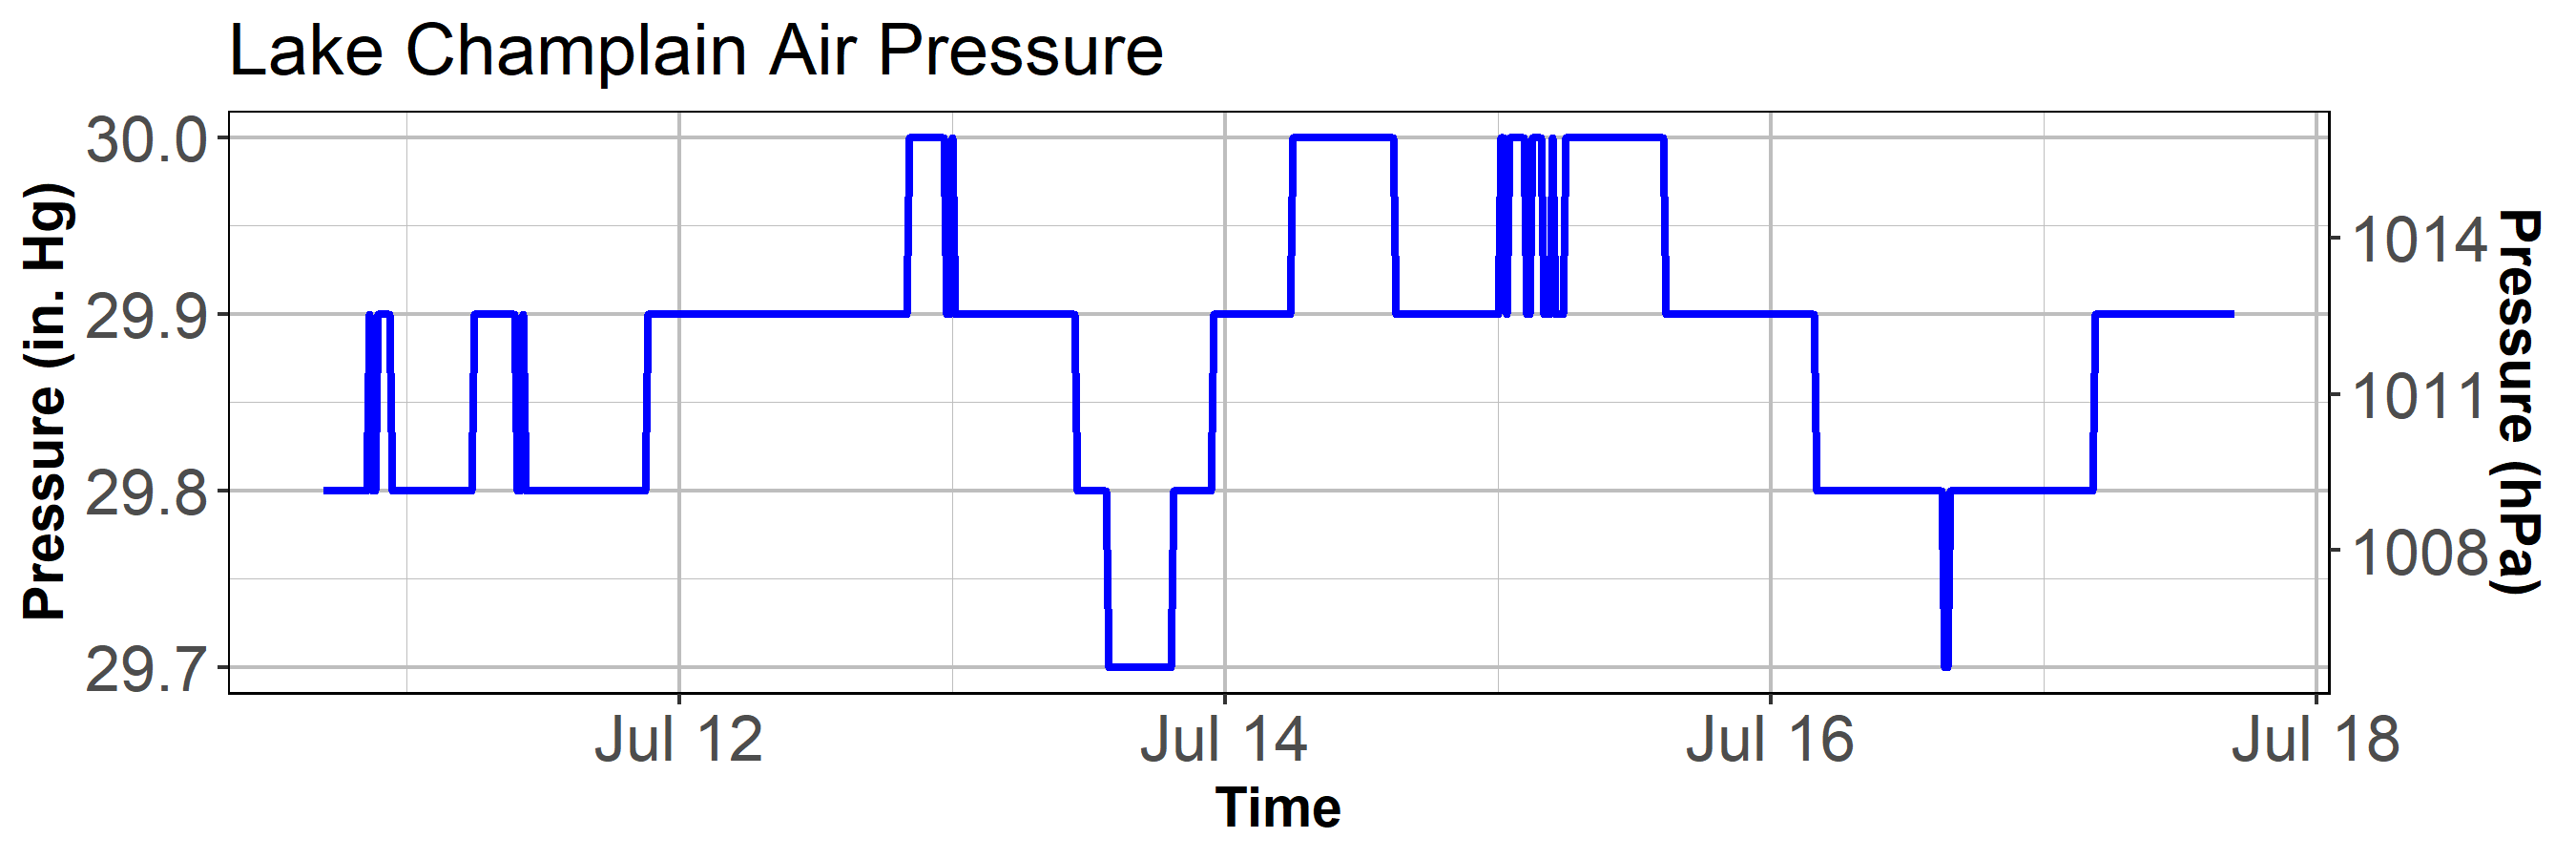 Lake Champlain Air Pressure
Pressure (in. Hg)
30.0
29.9
29.8
29.7
1014
1011
1008
Pressure (hPa)
Jul 12
Jul 14
Jul 16
Jul 18
Time